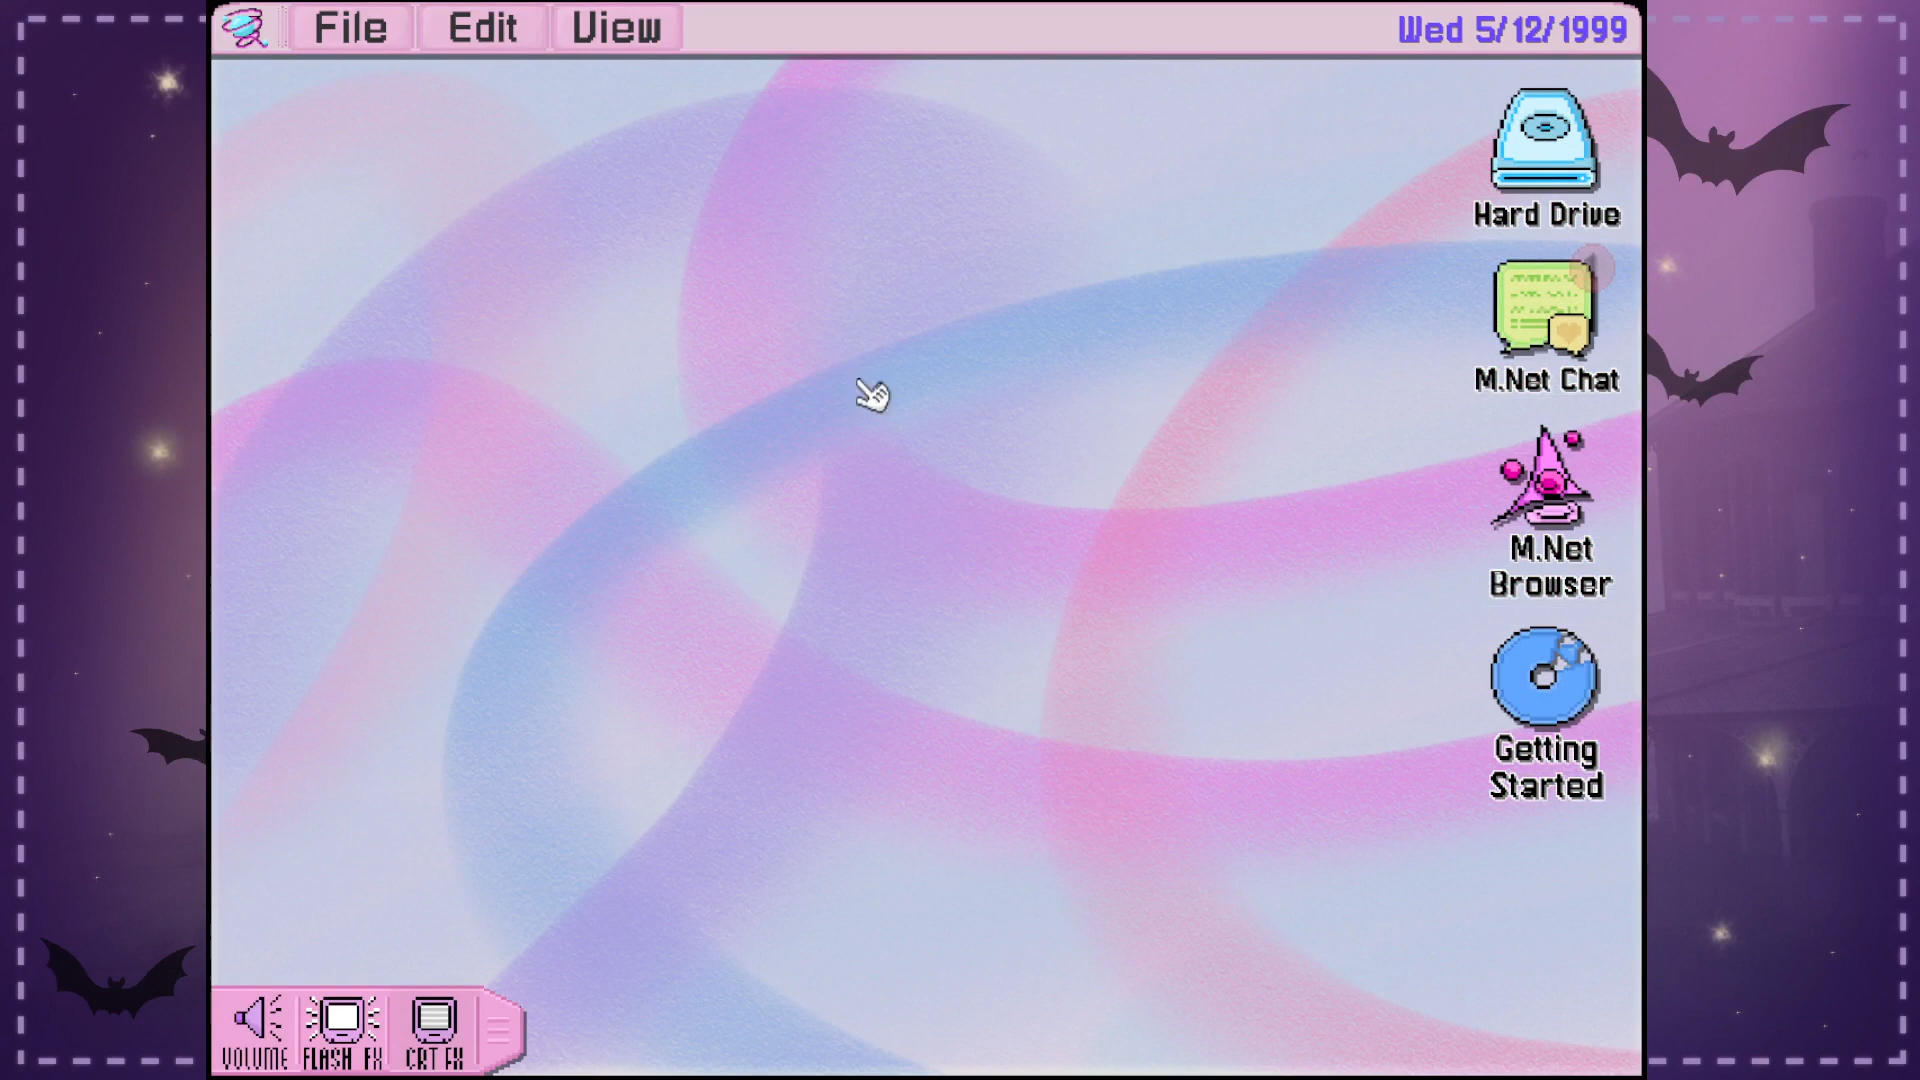 File Edit View Wed 5/12/1999
Hard Drive
M.Net Chat
M.Net
Browser
Getting
Started
VOLUME FLASH FX CRT FX